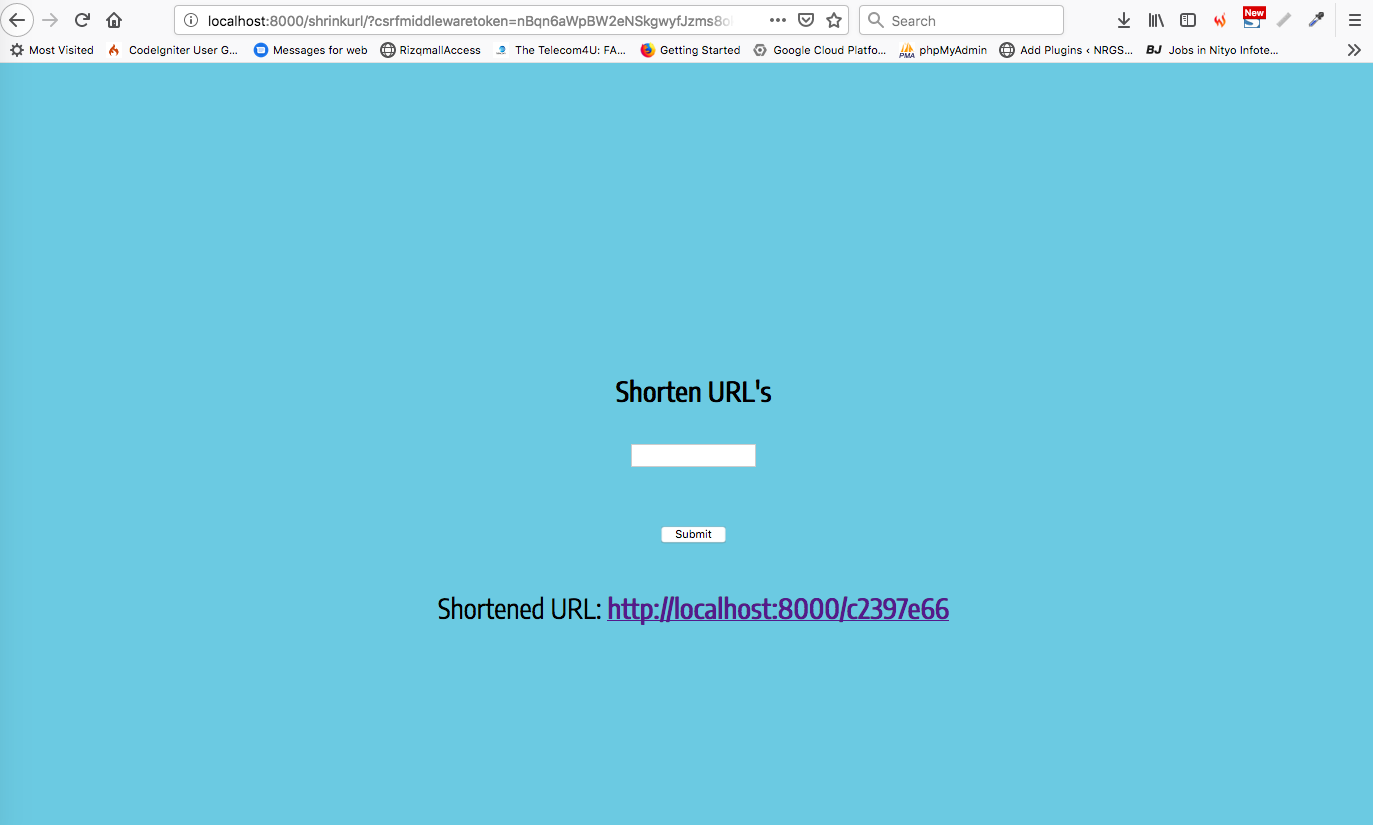 localhost:8000/shrinkurl/?csrfmiddlewaretoken=nBqn6aWpBW2eNSkgwyfJzms8o
Search
New
Most Visited
CodeIgniter User G...
Messages for web
RizqmallAccess
The Telecom4U: FA...
Getting Started
Google Cloud Platfo...
PMA
phpMyAdmin
Add Plugins ‹ NRGS...
BJ
Jobs in Nityo Infote...
Shorten URL's
Submit
Shortened URL: http://localhost:8000/c2397e66